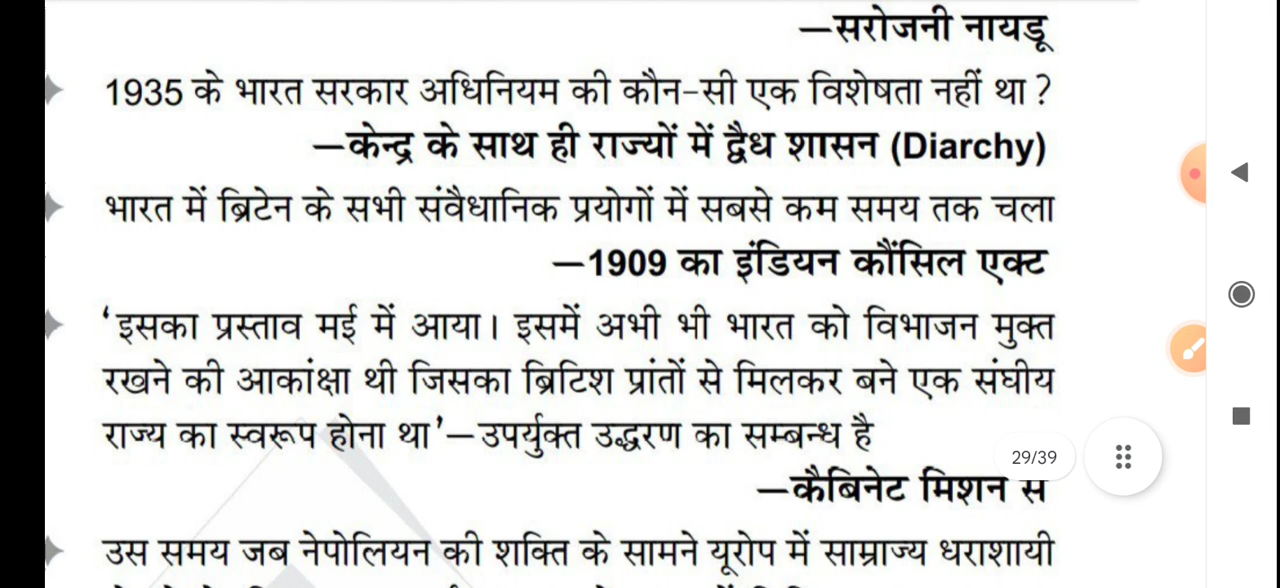 —सरोजनी नायडू
1935 के भारत सरकार अधिनियम की कौन-सी एक विशेषता नहीं था ?
—केन्द्र के साथ ही राज्यों में द्वैध शासन (Diarchy)
भारत में ब्रिटेन के सभी संवैधानिक प्रयोगों में सबसे कम समय तक चला
—1909 का इंडियन कौंसिल एक्ट
‘इसका प्रस्ताव मई में आया। इसमें अभी भी भारत को विभाजन मुक्त
रखने की आकांक्षा थी जिसका ब्रिटिश प्रांतों से मिलकर बने एक संघीय
राज्य का स्वरूप होना था’—उपर्युक्त उद्धरण का सम्बन्ध है
29/39
—कैबिनेट मिशन से
उस समय जब नेपोलियन की शक्ति के सामने यूरोप में साम्राज्य धराशायी